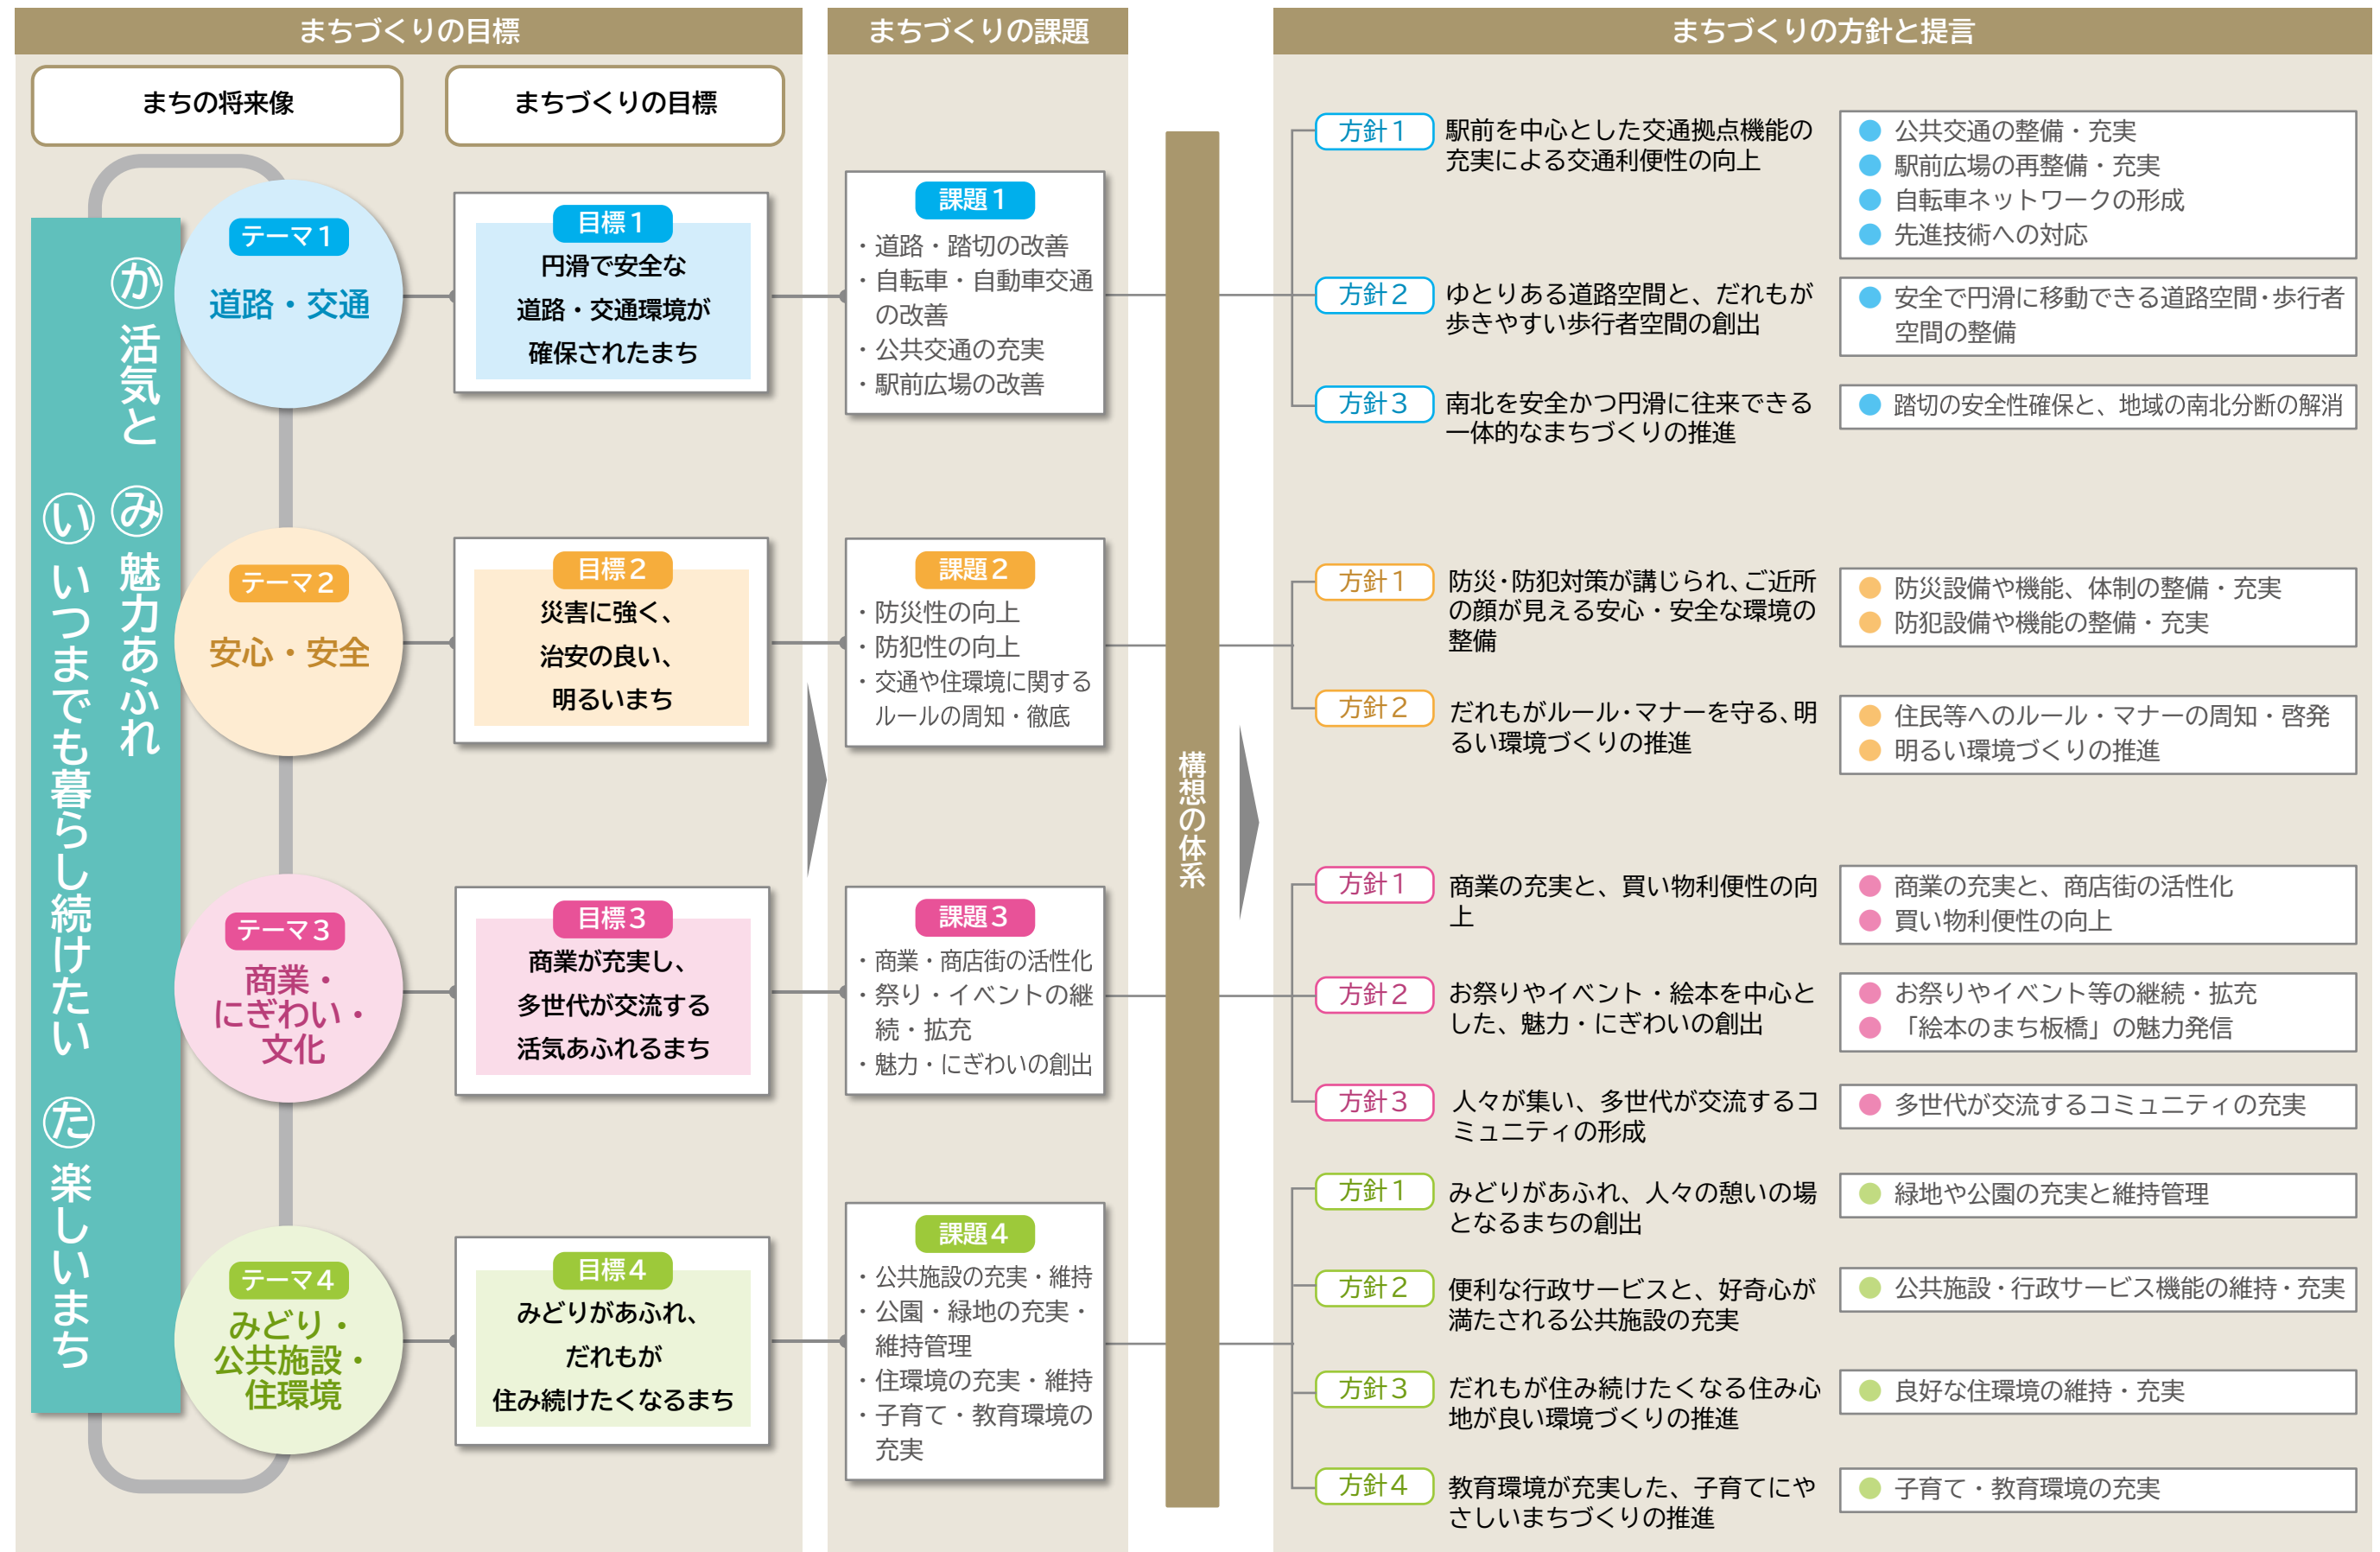 まちづくりの目標
まちの将来像
まちづくりの目標
か 活気と み 魅力あふれ
い いつまでも暮らし続けたい た 楽しいまち
テーマ1
道路・交通
目標1
円滑で安全な
道路・交通環境が
確保されたまち
テーマ2
安心・安全
目標2
災害に強く、
治安の良い、
明るいまち
テーマ3
商業・
にぎわい・
文化
目標3
商業が充実し、
多世代が交流する
活気あふれるまち
テーマ4
みどり・
公共施設・
住環境
目標4
みどりがあふれ、
だれもが
住み続けたくなるまち
まちづくりの課題
課題1
・道路・踏切の改善
・自転車・自動車交通
の改善
・公共交通の充実
・駅前広場の改善
課題2
・防災性の向上
・防犯性の向上
・交通や住環境に関する
ルールの周知・徹底
課題3
・商業・商店街の活性化
・祭り・イベントの継
続・拡充
・魅力・にぎわいの創出
課題4
・公共施設の充実・維持
・公園・緑地の充実・
維持管理
・住環境の充実・維持
・子育て・教育環境の
充実
構想の体系
まちづくりの方針と提言
方針1
駅前を中心とした交通拠点機能の
充実による交通利便性の向上
● 公共交通の整備・充実
● 駅前広場の再整備・充実
● 自転車ネットワークの形成
● 先進技術への対応
方針2
ゆとりある道路空間と、だれもが
歩きやすい歩行者空間の創出
● 安全で円滑に移動できる道路空間・歩行者
空間の整備
方針3
南北を安全かつ円滑に往来できる
一体的なまちづくりの推進
● 踏切の安全性確保と、地域の南北分断の解消
方針1
防災・防犯対策が講じられ、ご近所
の顔が見える安心・安全な環境の
整備
● 防災設備や機能、体制の整備・充実
● 防犯設備や機能の整備・充実
方針2
だれもがルール・マナーを守る、明
るい環境づくりの推進
● 住民等へのルール・マナーの周知・啓発
● 明るい環境づくりの推進
方針1
商業の充実と、買い物利便性の向
上
● 商業の充実と、商店街の活性化
● 買い物利便性の向上
方針2
お祭りやイベント・絵本を中心と
した、魅力・にぎわいの創出
● お祭りやイベント等の継続・拡充
● 「絵本のまち板橋」の魅力発信
方針3
人々が集い、多世代が交流するコ
ミュニティの形成
● 多世代が交流するコミュニティの充実
方針1
みどりがあふれ、人々の憩いの場
となるまちの創出
● 緑地や公園の充実と維持管理
方針2
便利な行政サービスと、好奇心が
満たされる公共施設の充実
● 公共施設・行政サービス機能の維持・充実
方針3
だれもが住み続けたくなる住み心
地が良い環境づくりの推進
● 良好な住環境の維持・充実
方針4
教育環境が充実した、子育てにや
さしいまちづくりの推進
● 子育て・教育環境の充実